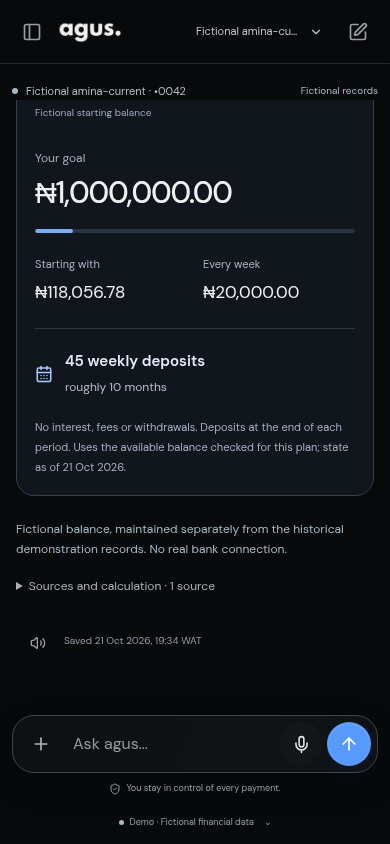 agus.
Fictional amina-cu...
Fictional amina-current · ••0042
Fictional records
Fictional starting balance
Your goal
₦1,000,000.00
Starting with
Every week
₦118,056.78
₦20,000.00
45 weekly deposits
roughly 10 months
No interest, fees or withdrawals. Deposits at the end of each
period. Uses the available balance checked for this plan; state
as of 21 Oct 2026.
Fictional balance, maintained separately from the historical
demonstration records. No real bank connection.
Sources and calculation · 1 source
Saved 21 Oct 2026, 19:34 WAT
Ask agus...
You stay in control of every payment.
Demo · Fictional financial data